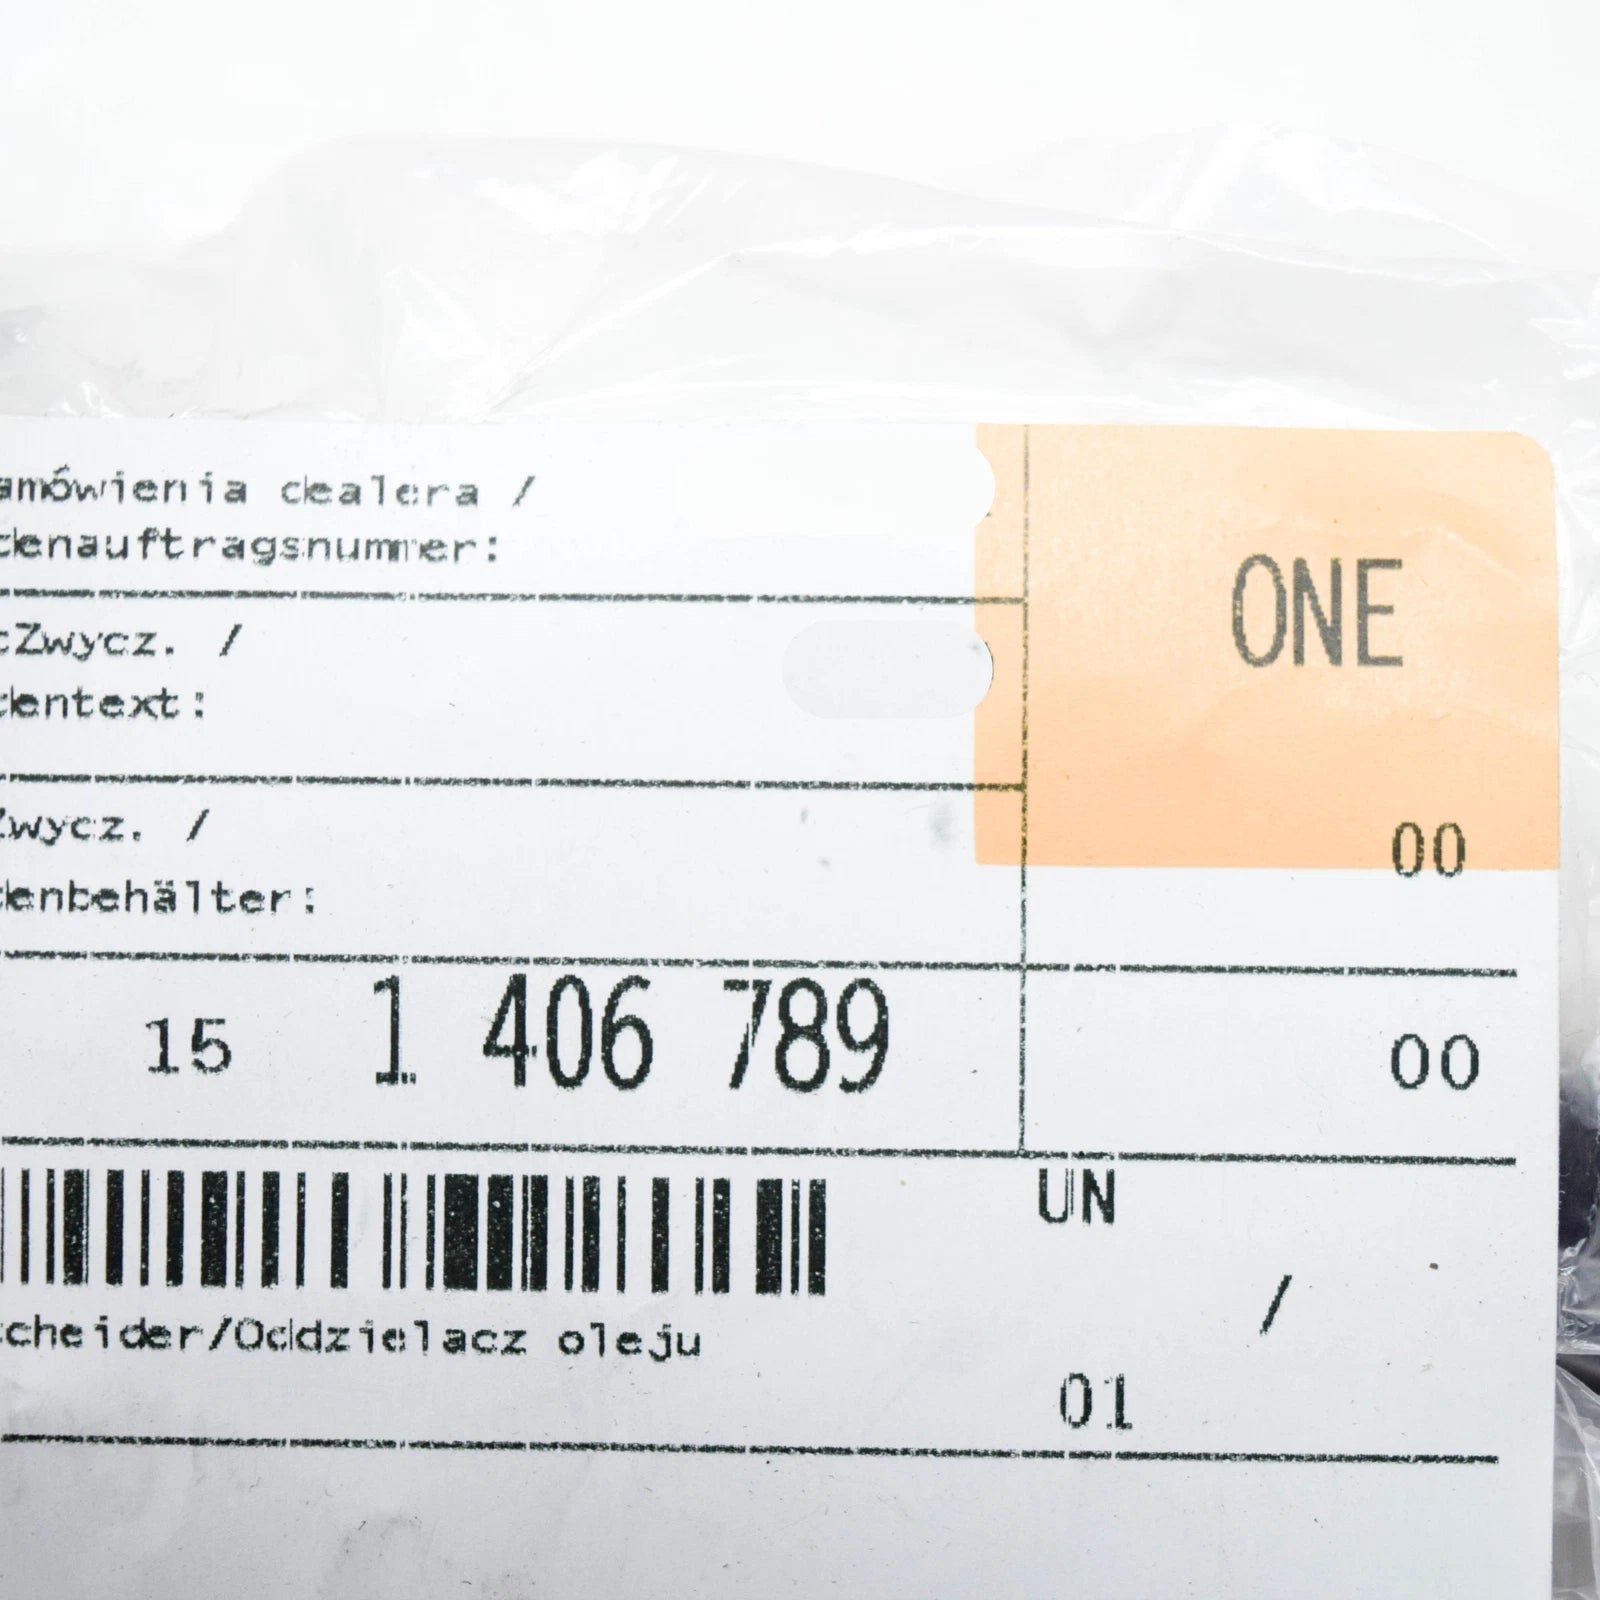 amówienia dealera /
denauftragsnummer:
ONE
cZwycz. /
dentext:
Zwycz. /
00
denbehälter:
15 1 406 789
00
UN
/
cheider/Oddzielacz oleju
01